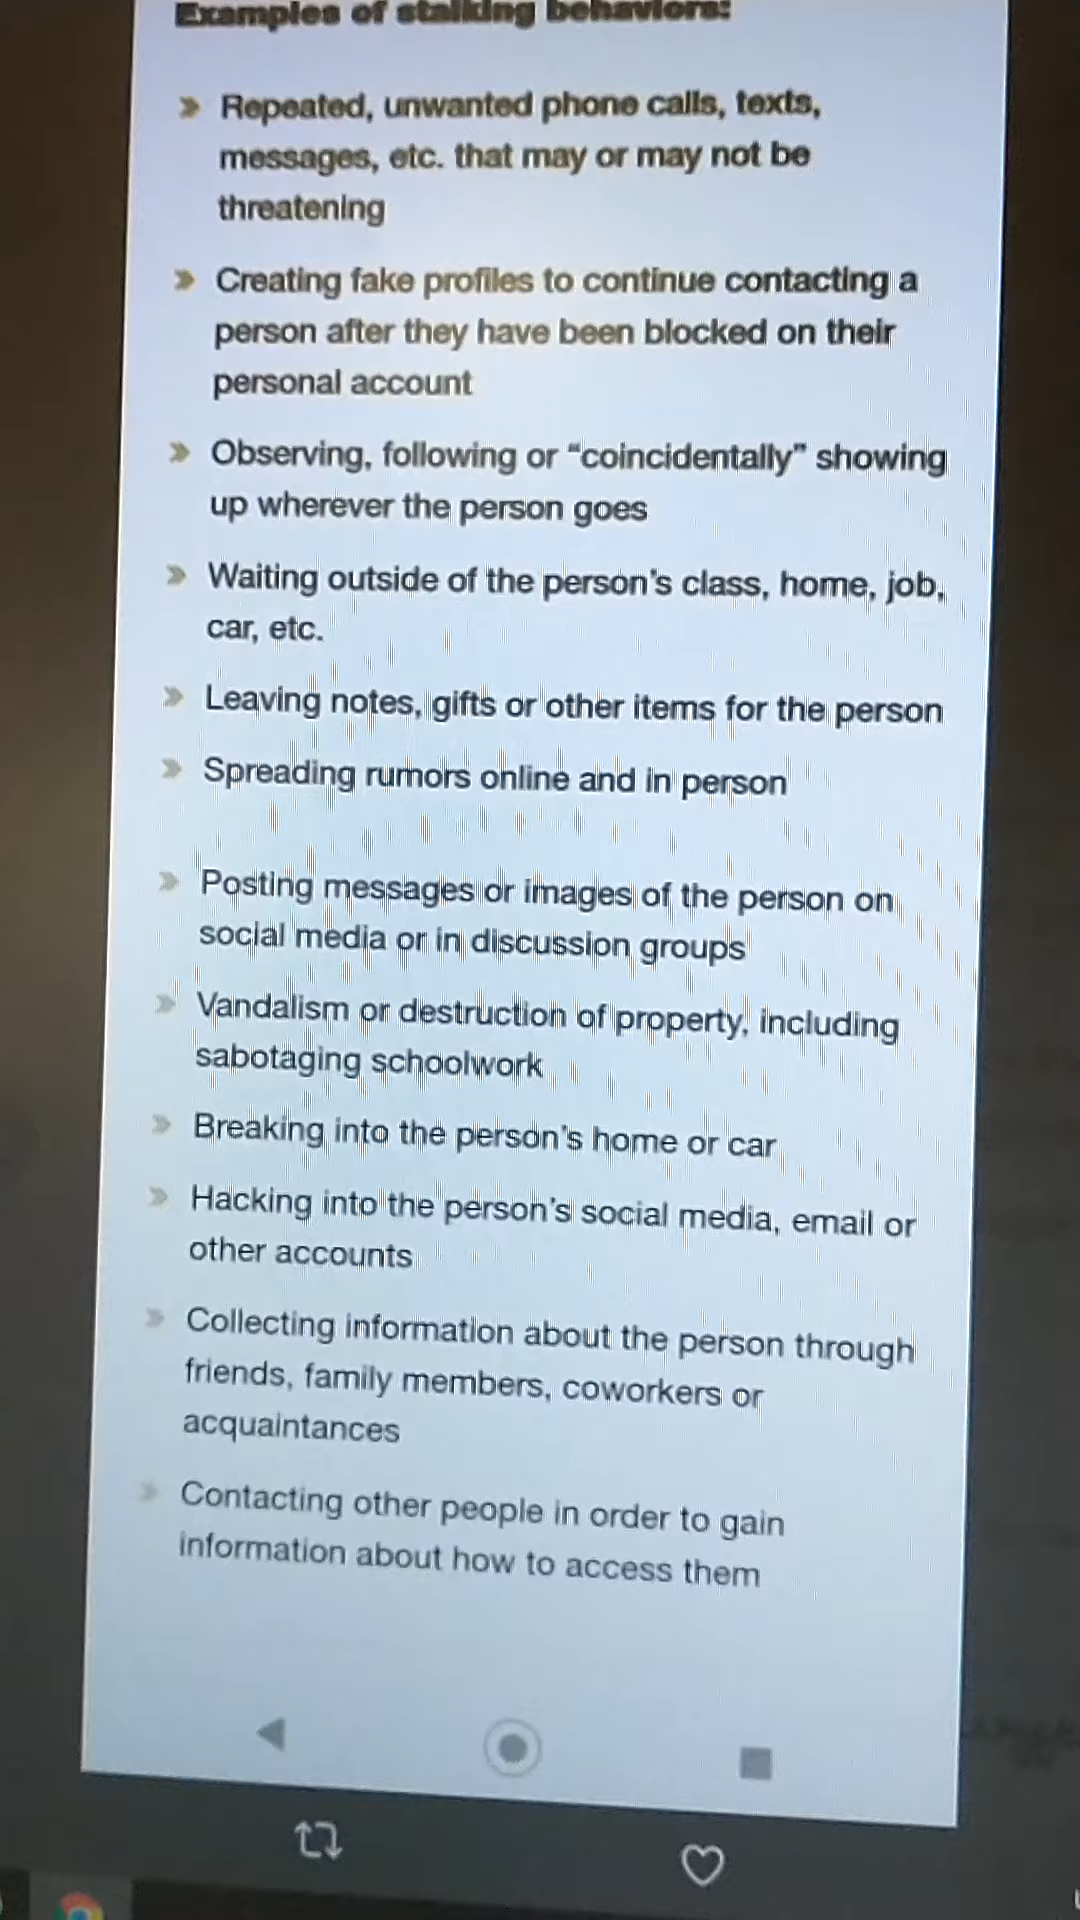 Examples of stalking behaviors:
Repeated, unwanted phone calls, texts,
messages, etc. that may or may not be
threatening
Creating fake profiles to continue contacting a
person after they have been blocked on their
personal account
Observing, following or “coincidentally” showing
up wherever the person goes
Waiting outside of the person’s class, home, job,
car, etc.
Leaving notes, gifts or other items for the person
Spreading rumors online and in person
Posting messages or images of the person on
social media or in discussion groups
Vandalism or destruction of property, including
sabotaging schoolwork
Breaking into the person’s home or car
Hacking into the person’s social media, email or
other accounts
Collecting information about the person through
friends, family members, coworkers or
acquaintances
Contacting other people in order to gain
information about how to access them